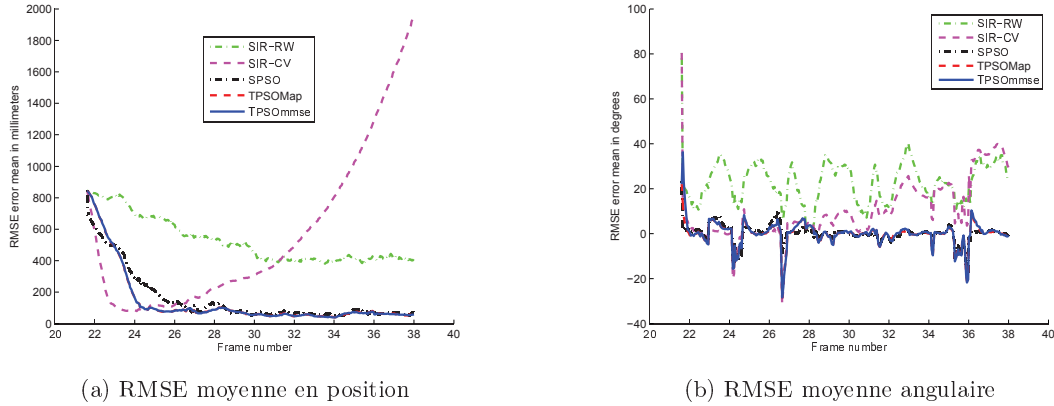 2000
1800
1600
1400
1200
1000
800
600
400
200
0
RMSE error mean in millimeters
SIR-RW
SIR-CV
SPSO
TPSOMap
TPSOmmse
20 22 24 26 28 30 32 34 36 38 40
Frame number
(a) RMSE moyenne en position
100
80
60
40
20
0
−20
−40
RMSE error mean in degrees
SIR-RW
SIR-CV
SPSO
TPSOMap
TPSOmmse
20 22 24 26 28 30 32 34 36 38 40
Frame number
(b) RMSE moyenne angulaire